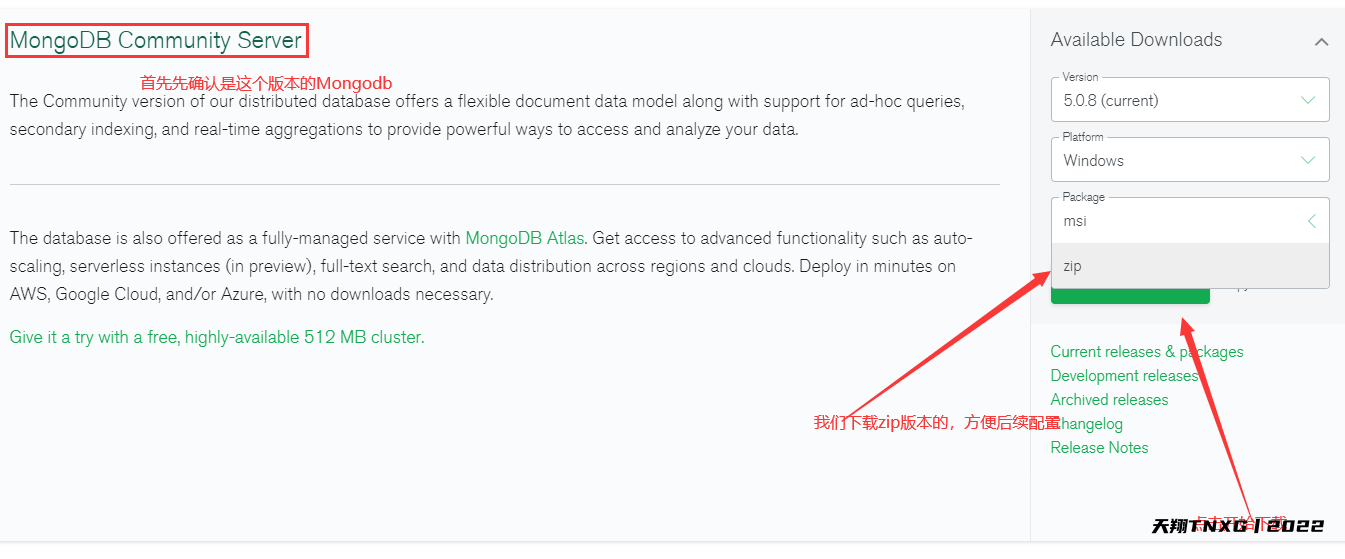 MongoDB Community Server
首先先确认是这个版本的Mongodb
The Community version of our distributed database offers a flexible document data model along with support for ad-hoc queries,
secondary indexing, and real-time aggregations to provide powerful ways to access and analyze your data.
The database is also offered as a fully-managed service with MongoDB Atlas. Get access to advanced functionality such as auto-
scaling, serverless instances (in preview), full-text search, and data distribution across regions and clouds. Deploy in minutes on
AWS, Google Cloud, and/or Azure, with no downloads necessary.
Give it a try with a free, highly-available 512 MB cluster.
Available Downloads
Version
5.0.8 (current)
Platform
Windows
Package
msi
zip
Current releases & packages
Development releases
Archived releases
Changelog
Release Notes
我们下载zip版本的，方便后续配置
点击开始下载
天翔TNXG | 2022